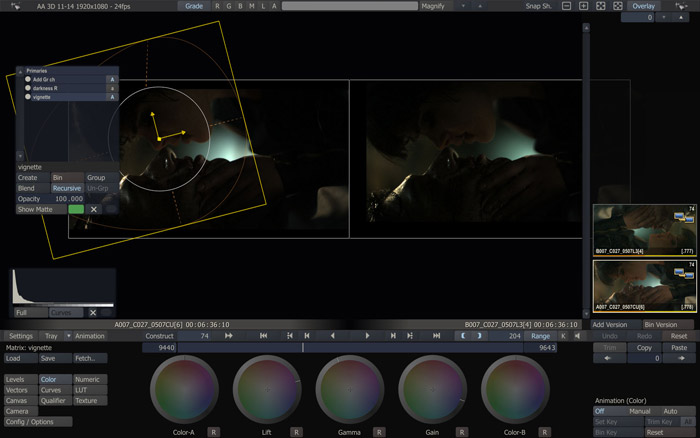 AA 3D 11-14 1920x1080 - 24fps
Grade R G B M L A Magnify Snap Sh. Overlay
0
Primaries
Add Gr ch A
darkness R a
vignette A
vignette
Create Bin Group
Blend Recursive Un-Grp
Opacity 100.000
Show Matte
74
B007_C027_0507L3[4] [.777]
74
A007_C027_0507CU[6] [.776]
Full Curves
A007_C027_0507CU[6] 00:06:36:10 B007_C027_0507L3[4] 00:06:36:10
Add Version Bin Version
Settings Tray Animation Construct 74 204 Range K
Undo Redo Reset
Matrix: vignette 9440 9643
Trim Copy Paste
Load Save Fetch..
0
Levels Color Numeric
Vectors Curves LUT
Canvas Qualifier Texture
Camera
Config / Options
Color-A R Lift R Gamma R Gain R Color-B R
Animation (Color)
Off Manual Auto
Set Key Trim Key All
Bin Key Reset